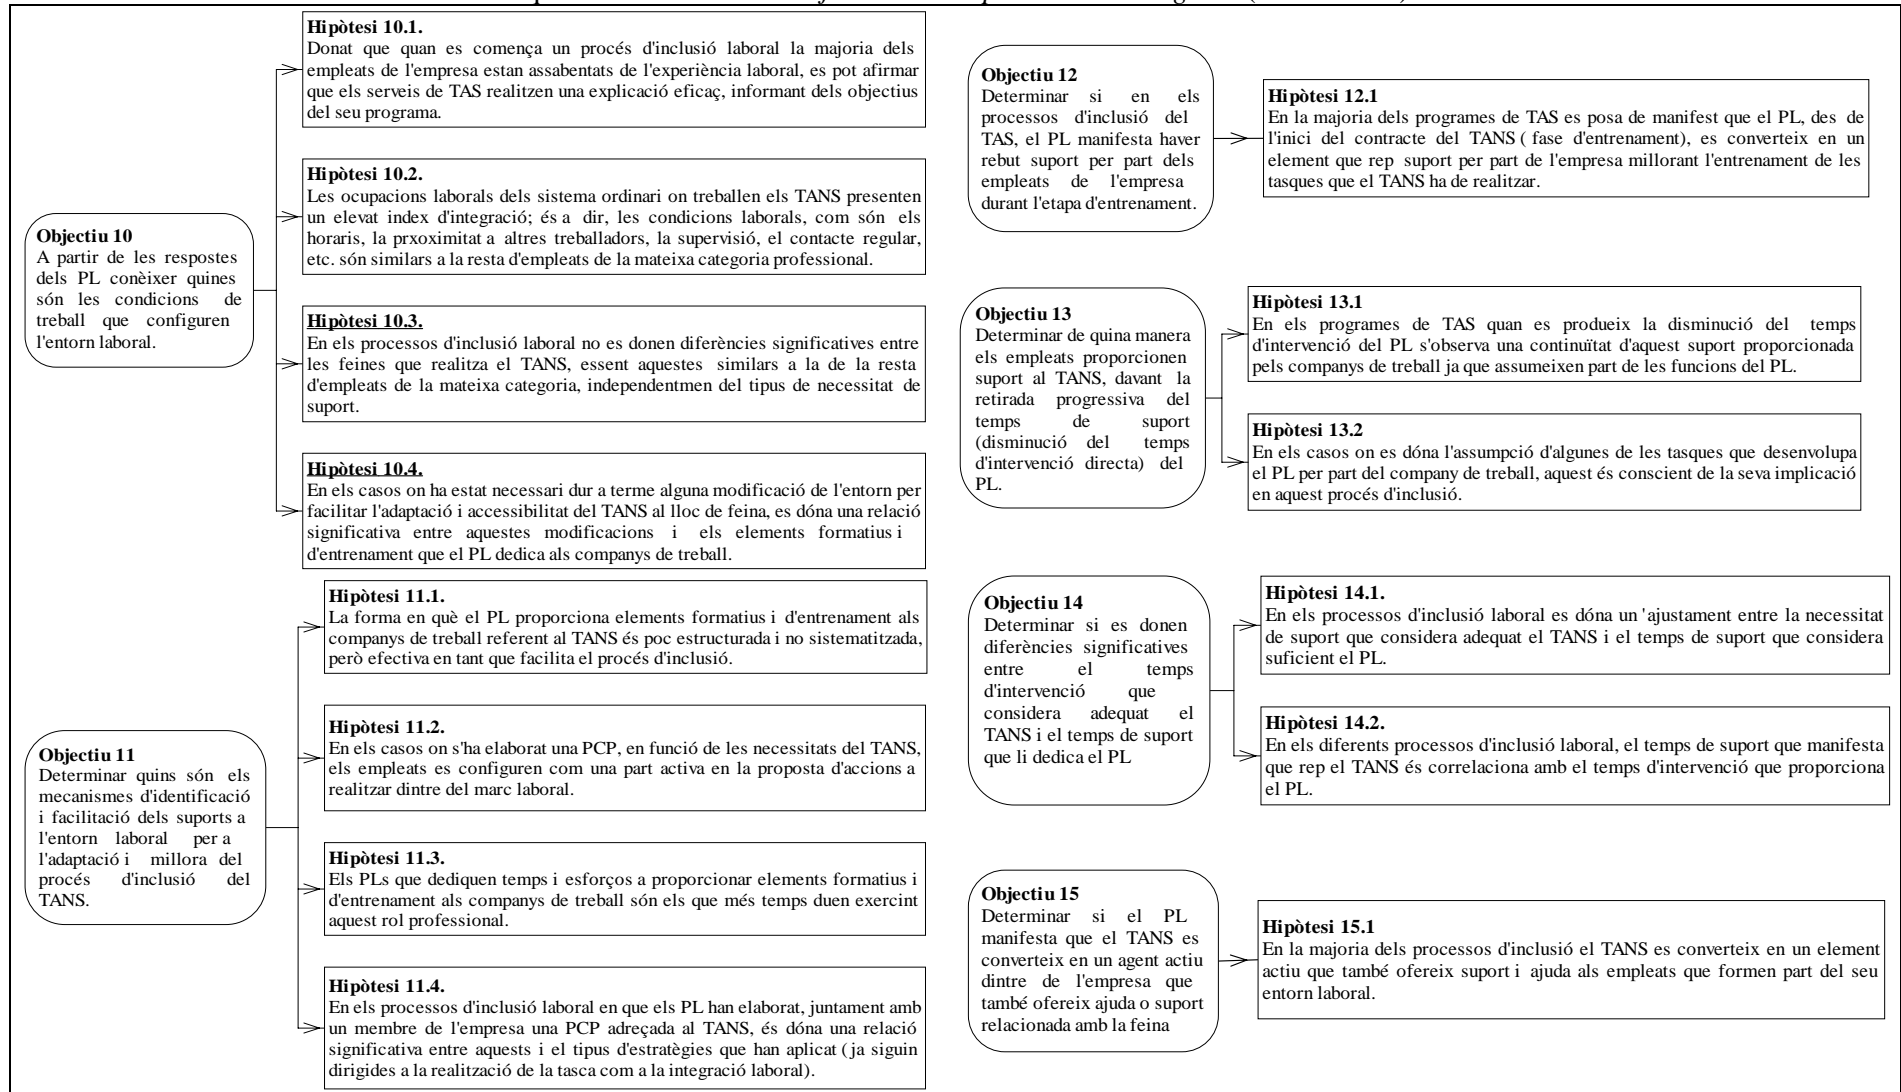 Objectiu 10
A partir de les respostes
dels PL conèixer quines
són les condicions de
treball que configuren
l'entorn laboral.
Hipòtesi 10.1.
Donat que quan es comença un procés d'inclusió laboral la majoria dels
empleats de l'empresa estan assabentats de l'experiència laboral, es pot afirmar
que els serveis de TAS realitzen una explicació eficaç, informant dels objectius
del seu programa.
Hipòtesi 10.2.
Les ocupacions laborals dels sistema ordinari on treballen els TANS presenten
un elevat index d'integració; és a dir, les condicions laborals, com són els
horaris, la prxoximitat a altres treballadors, la supervisió, el contacte regular,
etc. són similars a la resta d'empleats de la mateixa categoria professional.
Hipòtesi 10.3.
En els processos d'inclusió laboral no es donen diferències significatives entre
les feines que realitza el TANS, essent aquestes similars a la de la resta
d'empleats de la mateixa categoria, independentmen del tipus de necessitat de
suport.
Hipòtesi 10.4.
En els casos on ha estat necessari dur a terme alguna modificació de l'entorn per
facilitar l'adaptació i accessibilitat del TANS al lloc de feina, es dóna una relació
significativa entre aquestes modificacions i els elements formatius i
d'entrenament que el PL dedica als companys de treball.
Objectiu 11
Determinar quins són els
mecanismes d'identificació
i facilitació dels suports a
l'entorn laboral per a
l'adaptació i millora del
procés d'inclusió del
TANS.
Hipòtesi 11.1.
La forma en què el PL proporciona elements formatius i d'entrenament als
companys de treball referent al TANS és poc estructurada i no sistematitzada,
però efectiva en tant que facilita el procés d'inclusió.
Hipòtesi 11.2.
En els casos on s'ha elaborat una PCP, en funció de les necessitats del TANS,
els empleats es configuren com una part activa en la proposta d'accions a
realitzar dintre del marc laboral.
Hipòtesi 11.3.
Els PLs que dediquen temps i esforços a proporcionar elements formatius i
d'entrenament als companys de treball són els que més temps duen exercint
aquest rol professional.
Hipòtesi 11.4.
En els processos d'inclusió laboral en que els PL han elaborat, juntament amb
un membre de l'empresa una PCP adreçada al TANS, és dóna una relació
significativa entre aquests i el tipus d'estratègies que han aplicat ( ja siguin
dirigides a la realització de la tasca com a la integració laboral).
Objectiu 12
Determinar si en els
processos d'inclusió del
TAS, el PL manifesta haver
rebut suport per part dels
empleats de l'empresa
durant l'etapa d'entrenament.
Hipòtesi 12.1
En la majoria dels programes de TAS es posa de manifest que el PL, des de
l'inici del contracte del TANS ( fase d'entrenament), es converteix en un
element que rep suport per part de l'empresa millorant l'entrenament de les
tasques que el TANS ha de realitzar.
Objectiu 13
Determinar de quina manera
els empleats proporcionen
suport al TANS, davant la
retirada progressiva del
temps de suport
(disminució del temps
d'intervenció directa) del
PL.
Hipòtesi 13.1
En els programes de TAS quan es produeix la disminució del temps
d'intervenció del PL s'observa una continuïtat d'aquest suport proporcionada
pels companys de treball ja que assumeixen part de les funcions del PL.
Hipòtesi 13.2
En els casos on es dóna l'assumpció d'algunes de les tasques que desenvolupa
el PL per part del company de treball, aquest és conscient de la seva implicació
en aquest procés d'inclusió.
Objectiu 14
Determinar si es donen
diferències significatives
entre el temps
d'intervenció que
considera adequat el
TANS i el temps de suport
que li dedica el PL
Hipòtesi 14.1.
En els processos d'inclusió laboral es dóna un 'ajustament entre la necessitat
de suport que considera adequat el TANS i el temps de suport que considera
suficient el PL.
Hipòtesi 14.2.
En els diferents processos d'inclusió laboral, el temps de suport que manifesta
que rep el TANS és correlaciona amb el temps d'intervenció que proporciona
el PL.
Objectiu 15
Determinar si el PL
manifesta que el TANS es
converteix en un agent actiu
dintre de l'empresa que
també ofereix ajuda o suport
relacionada amb la feina
Hipòtesi 15.1
En la majoria dels processos d'inclusió el TANS es converteix en un element
actiu que també ofereix suport i ajuda als empleats que formen part del seu
entorn laboral.